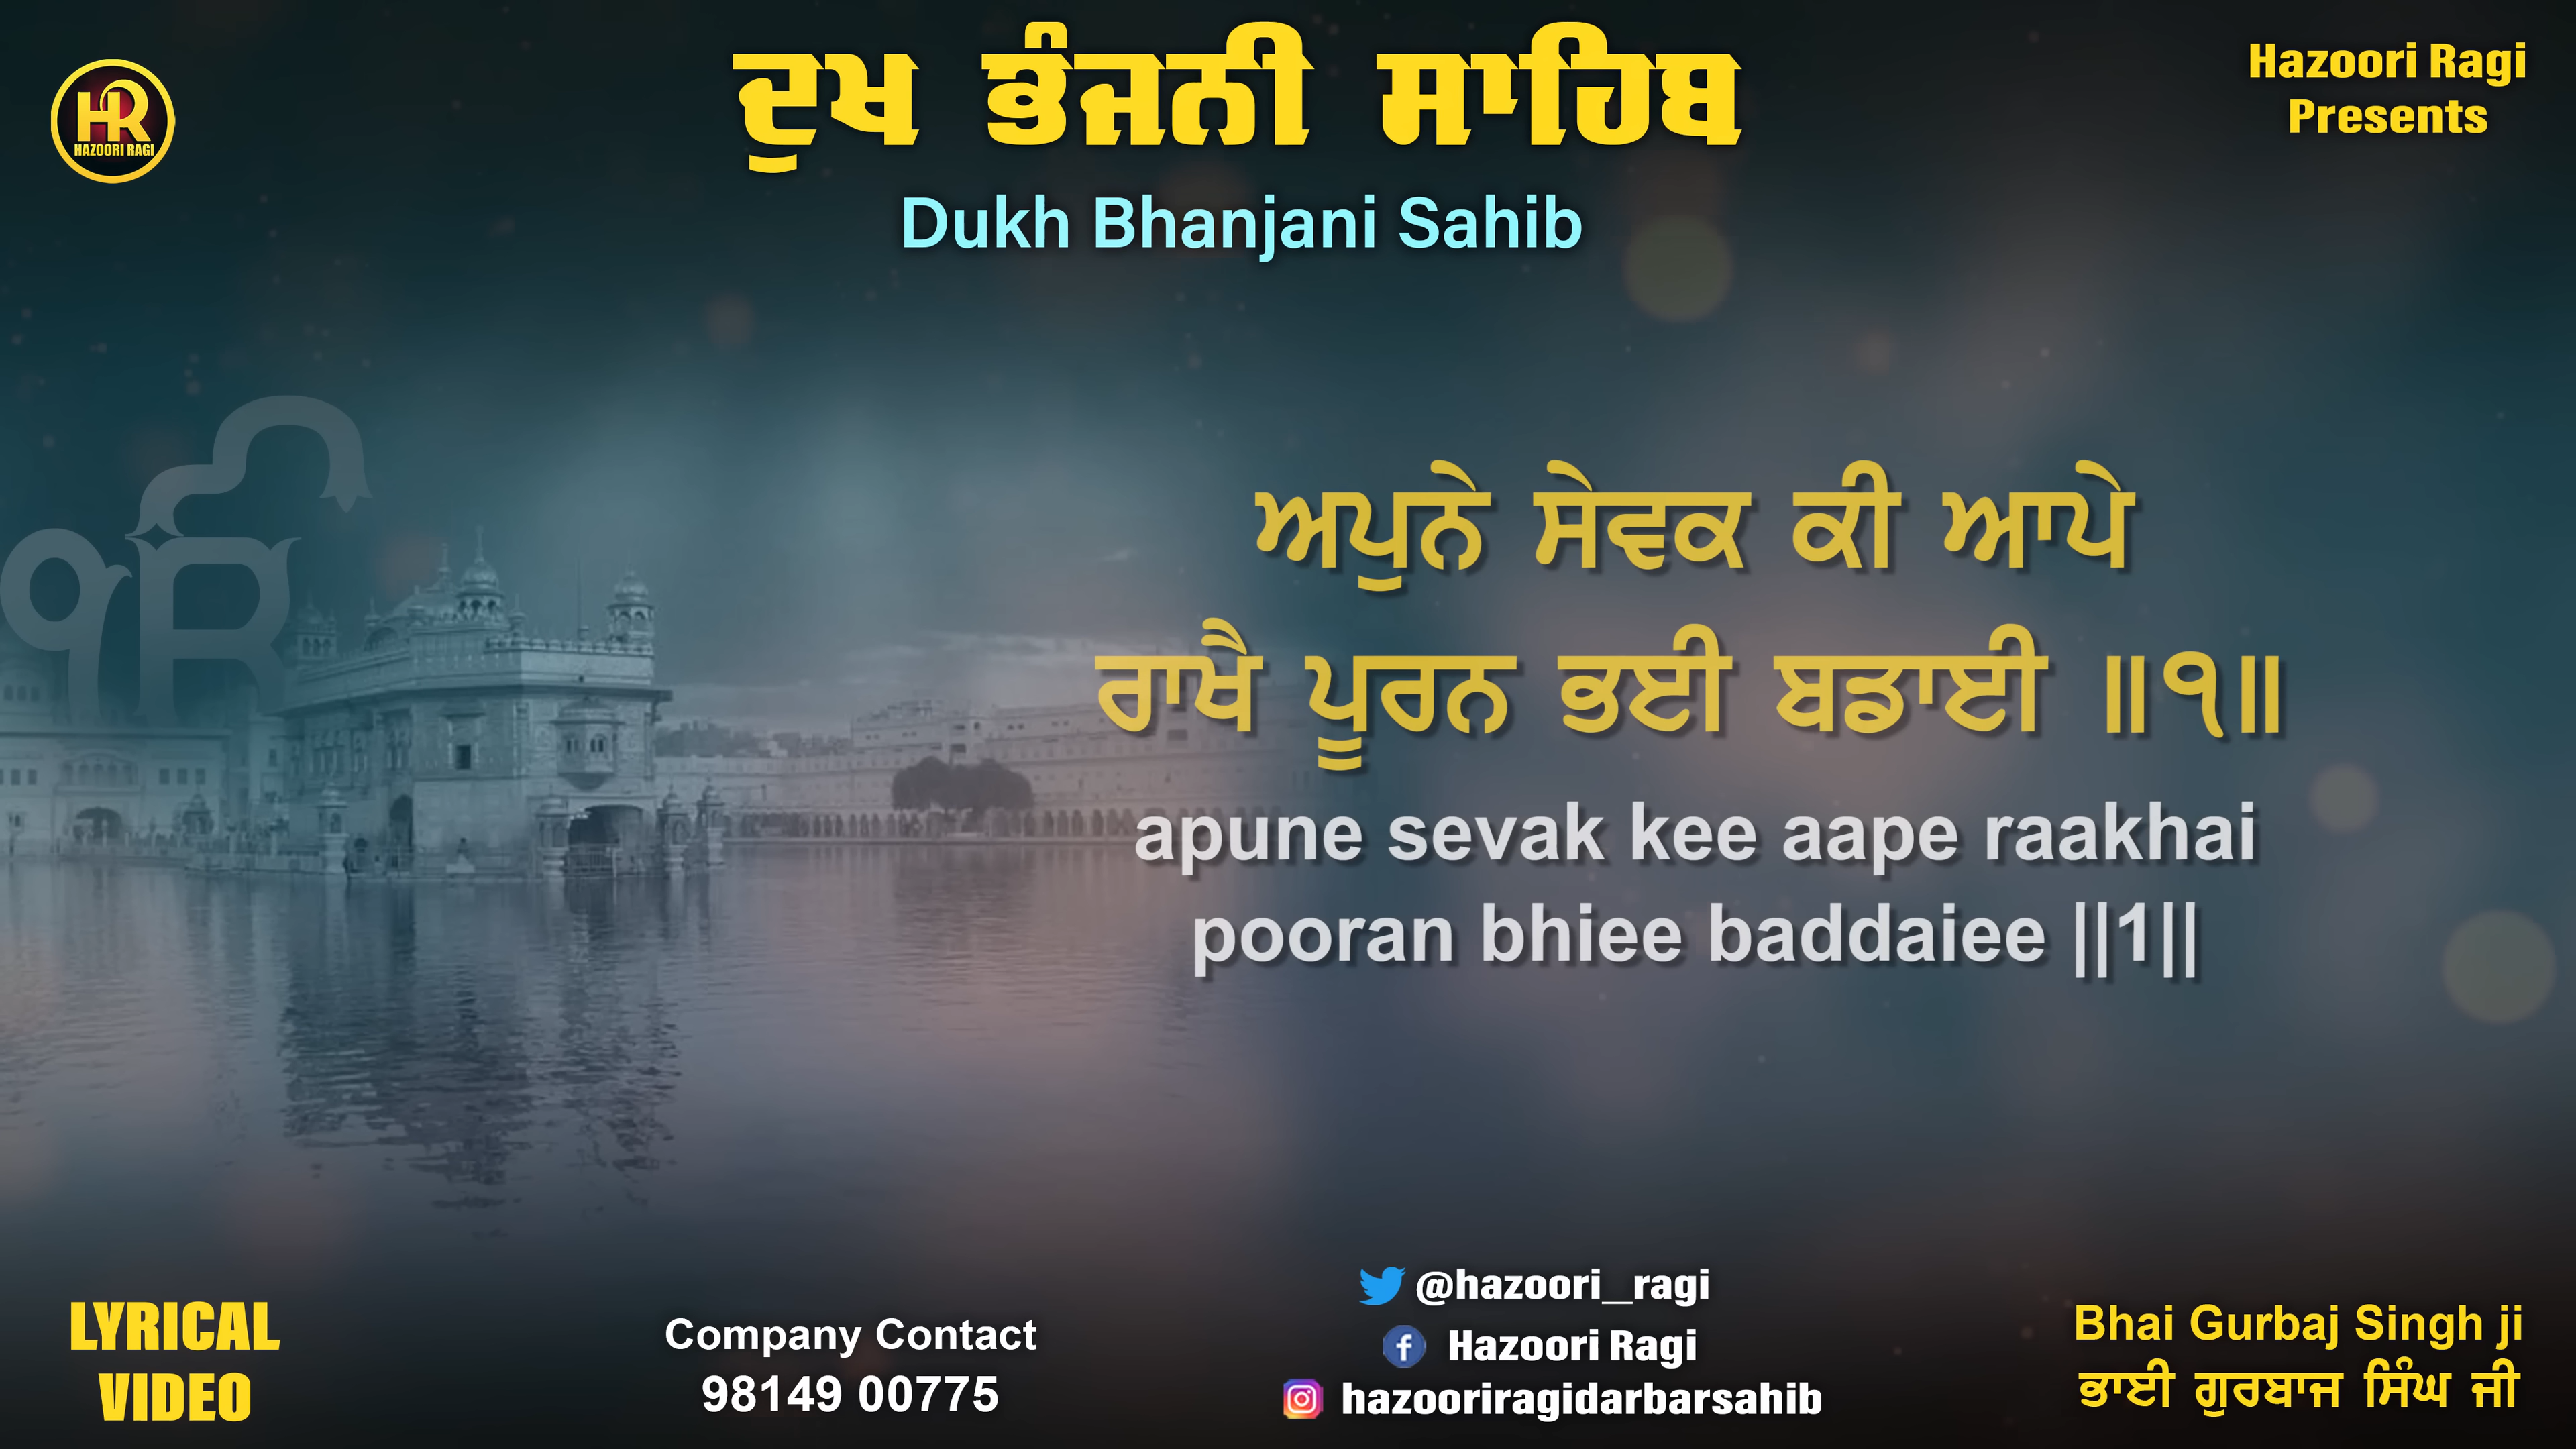 HR
HAZOORI RAGI
ਦੁਖ ਭੰਜਨੀ ਸਾਹਿਬ
Dukh Bhanjani Sahib
Hazoori Ragi
Presents
ੴ
ਅਪੁਨੇ ਸੇਵਕ ਕੀ ਆਪੇ
ਰਾਖੈ ਪੂਰਨ ਭਈ ਬਡਾਈ ॥੧॥
apune sevak kee aape raakhai
pooran bhiee baddaiee ||1||
LYRICAL
VIDEO
Company Contact
98149 00775
@hazoori_ragi
Hazoori Ragi
hazooriragidarbarsahib
Bhai Gurbaj Singh ji
ਭਾਈ ਗੁਰਬਾਜ ਸਿੰਘ ਜੀ